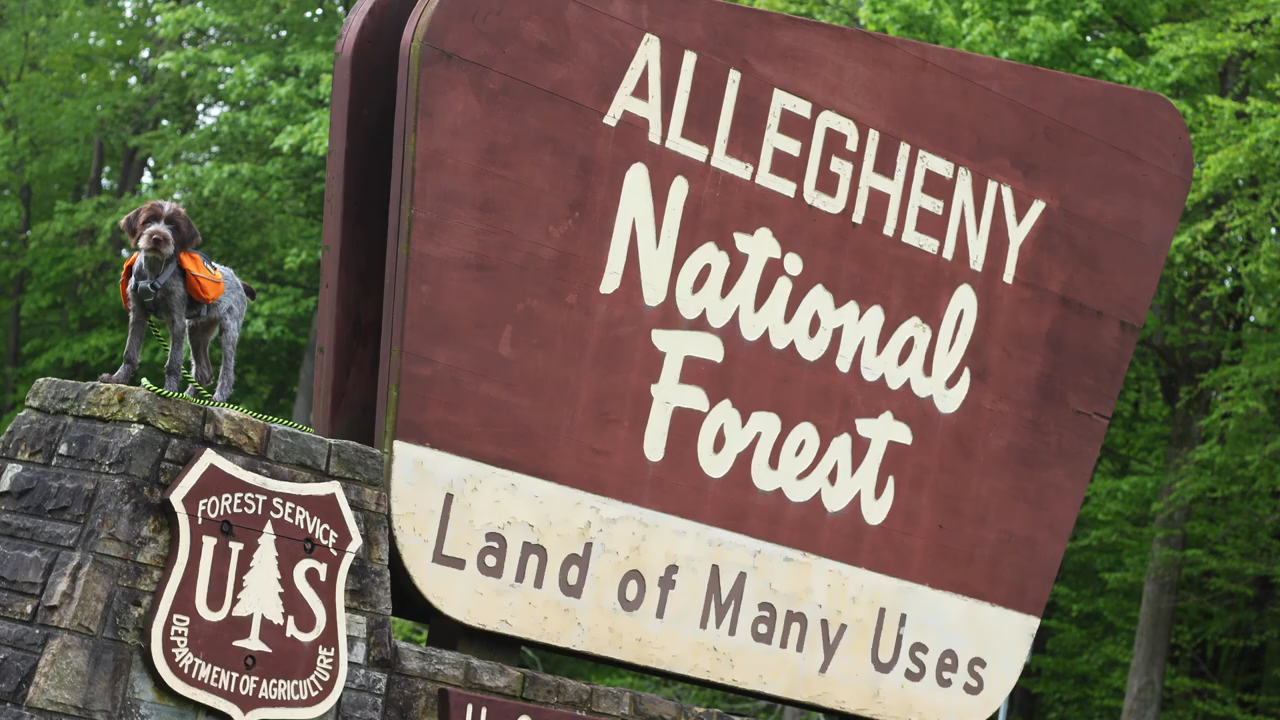 ALLEGHENY
National
Forest
Land of Many Uses
FOREST SERVICE
US
DEPARTMENT OF AGRICULTURE